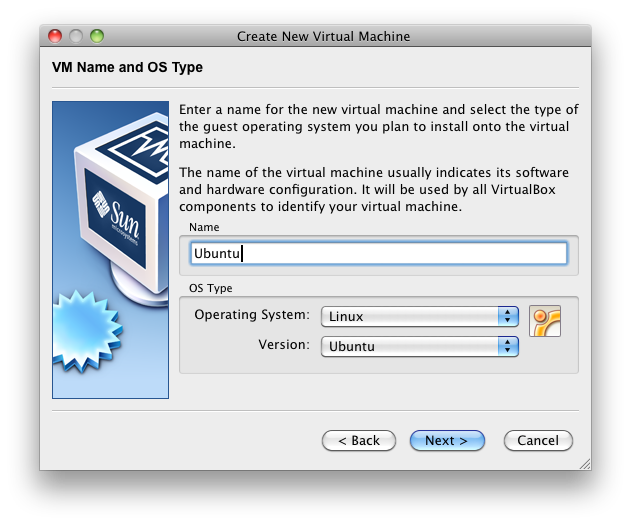 Create New Virtual Machine
VM Name and OS Type
Enter a name for the new virtual machine and select the type of
the guest operating system you plan to install onto the virtual
machine.
The name of the virtual machine usually indicates its software
and hardware configuration. It will be used by all VirtualBox
components to identify your virtual machine.
Sun
microsystems
Name
Ubuntu
OS Type
Operating System: Linux
Version: Ubuntu
< Back Next > Cancel